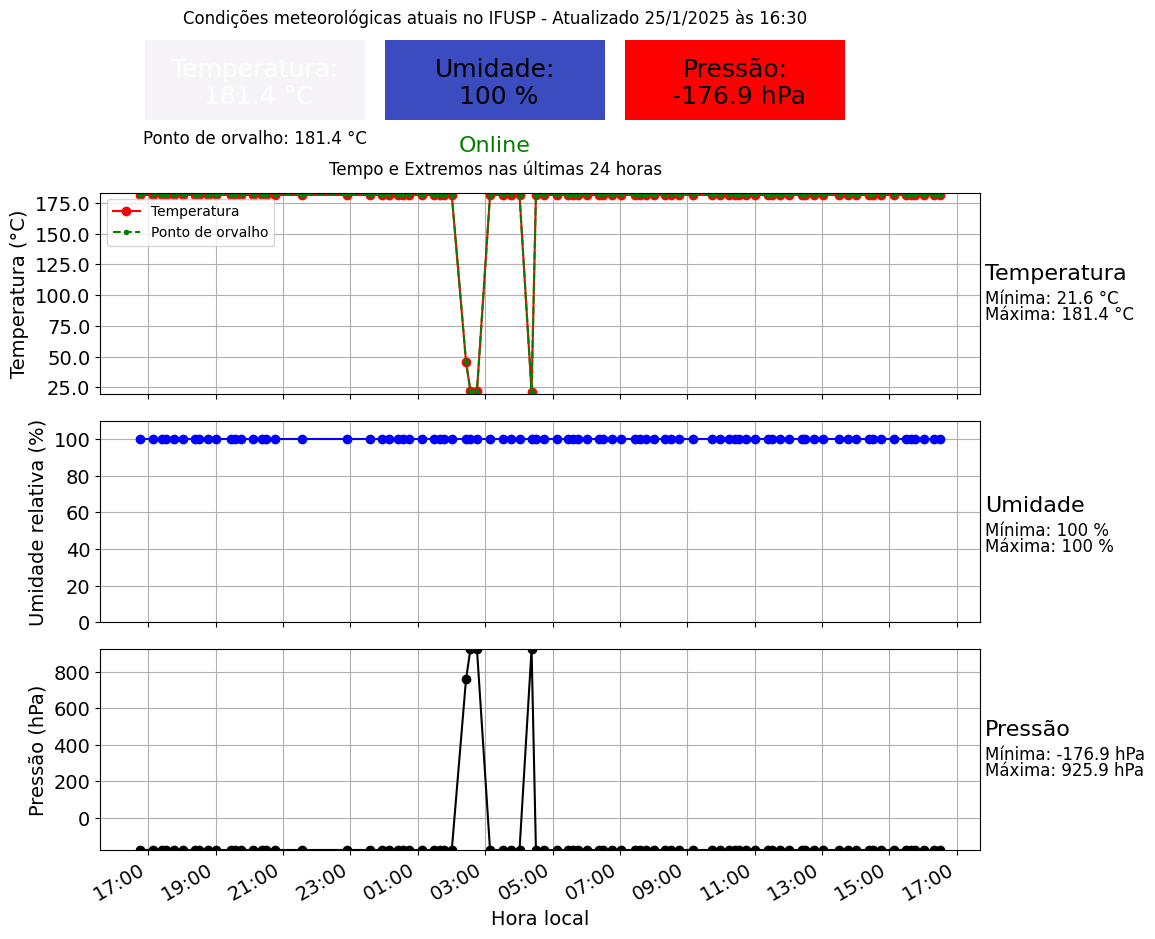 Condições meteorológicas atuais no IFUSP - Atualizado 25/1/2025 às 16:30
Temperatura:
181.4 °C
Umidade:
100 %
Pressão:
-176.9 hPa
Ponto de orvalho: 181.4 °C
Online
Tempo e Extremos nas últimas 24 horas
Temperatura (°C)
175.0
150.0
125.0
100.0
75.0
50.0
25.0
Temperatura
Ponto de orvalho
Temperatura
Mínima: 21.6 °C
Máxima: 181.4 °C
Umidade relativa (%)
100
80
60
40
20
0
Umidade
Mínima: 100 %
Máxima: 100 %
Pressão (hPa)
800
600
400
200
0
Pressão
Mínima: -176.9 hPa
Máxima: 925.9 hPa
17:00 19:00 21:00 23:00 01:00 03:00 05:00 07:00 09:00 11:00 13:00 15:00 17:00
Hora local